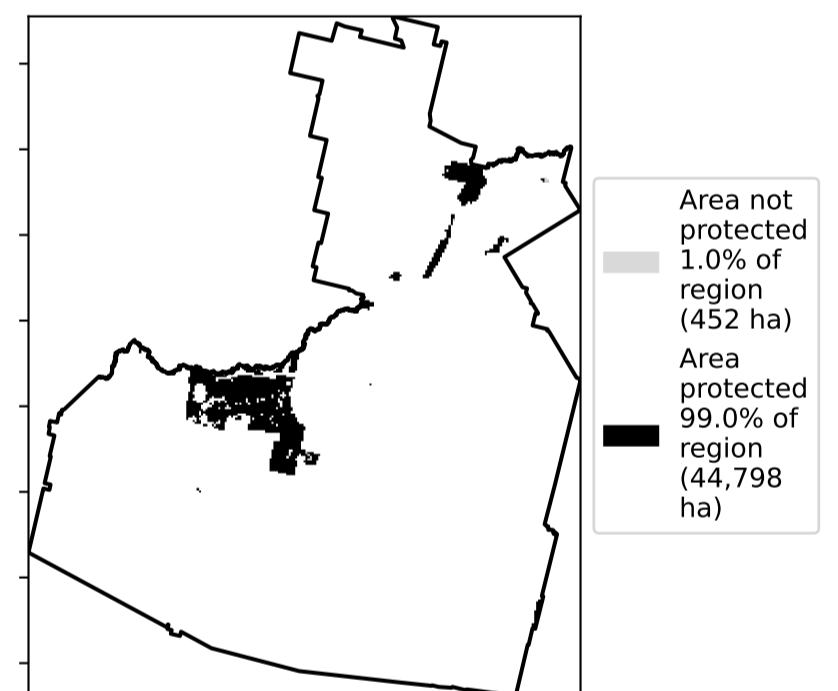 Area not
protected
1.0% of
region
(452 ha)
Area
protected
99.0% of
region
(44,798
ha)